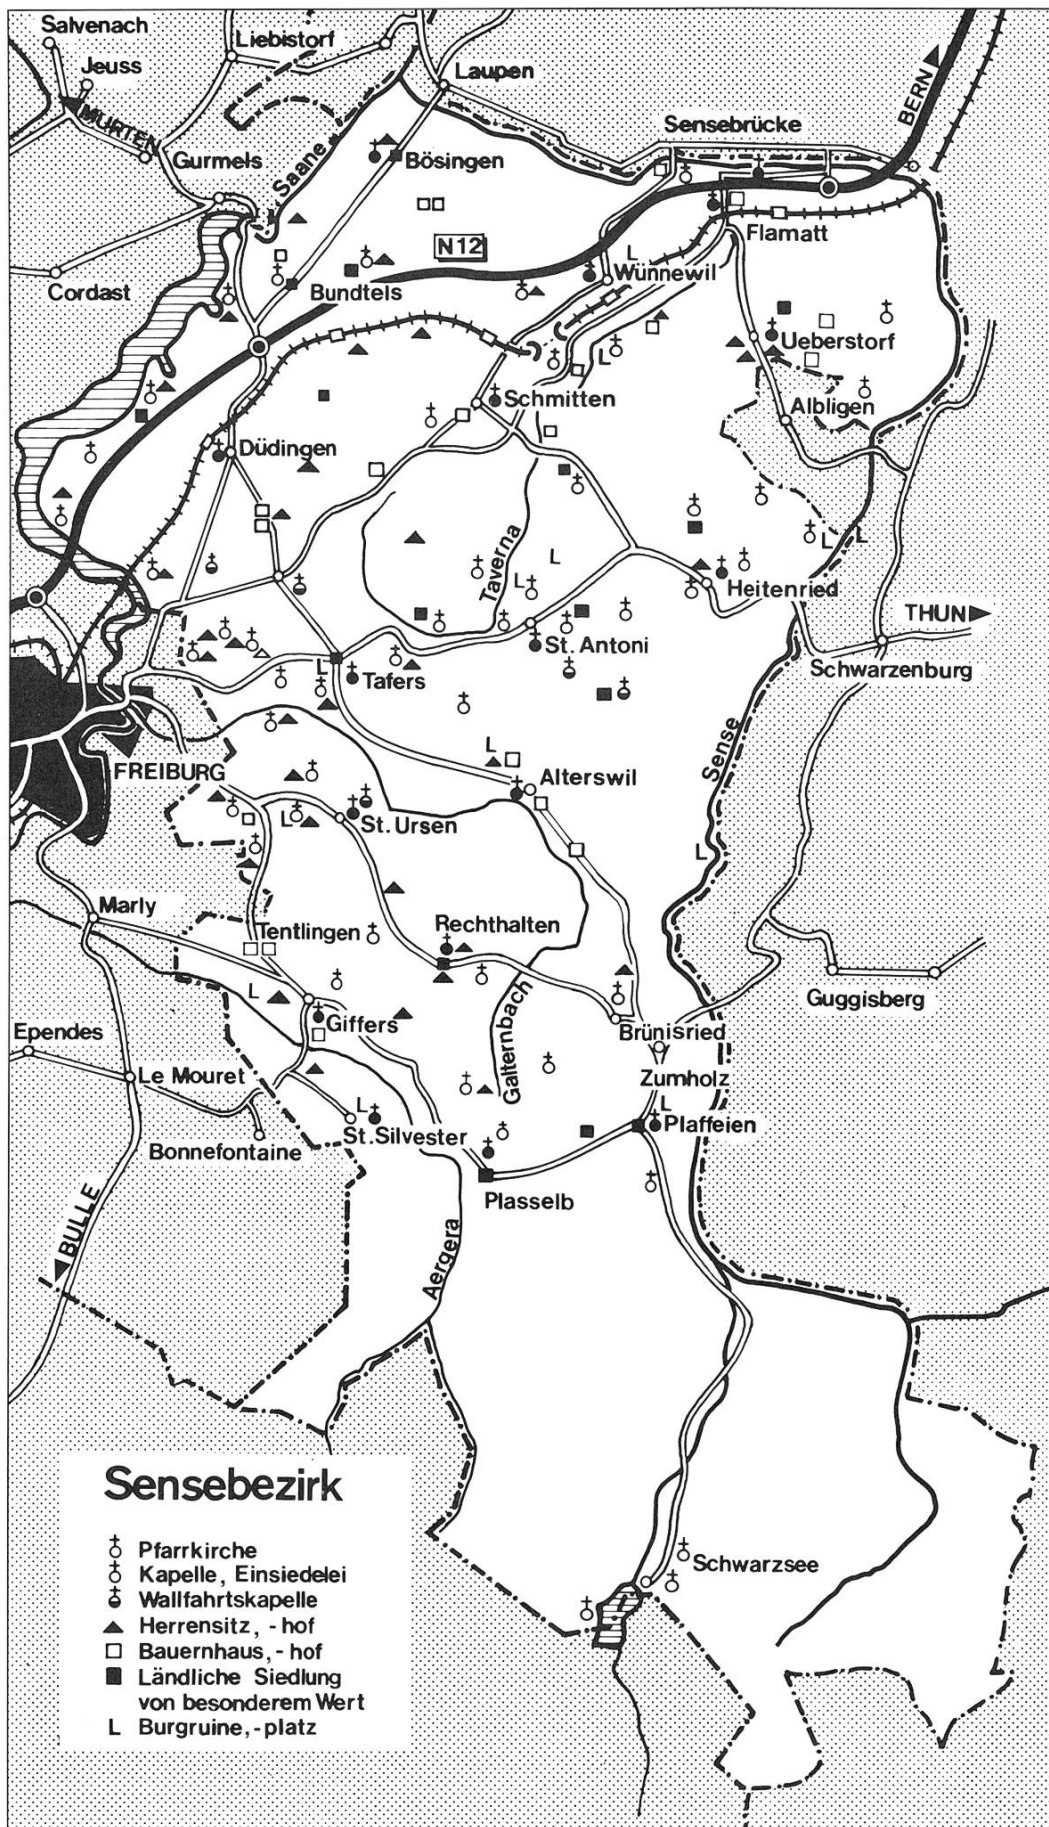 Salvenach
Liebistorf
Jeuss
Laupen
BERN
MURTEN
Sensebrücke
Gurmels
Saane
Bösingen
N12
Flamatt
Cordast
Bundtels
Wünnewil
Ueberstorf
Schmitten
Albligen
Düdingen
Taverna
L
L
L
L
L
L
Heitenried
THUN
St. Antoni
Schwarzenburg
L
Tafers
Sense
L
FREIBURG
Alterswil
L
St. Ursen
L
Marly
Tentlingen
Rechthalten
L
Guggisberg
Giffers
Galternbach
Brünisried
Ependes
Le Mouret
Zumholz
L
L
Plaffeien
St. Silvester
Bonnefontaine
Plasselb
BULLE
Aergera
Sensebezirk
Pfarrkirche
Kapelle, Einsiedelei
Wallfahrtskapelle
Herrensitz, -hof
Bauernhaus, -hof
Ländliche Siedlung
von besonderem Wert
L Burgruine, -platz
Schwarzsee